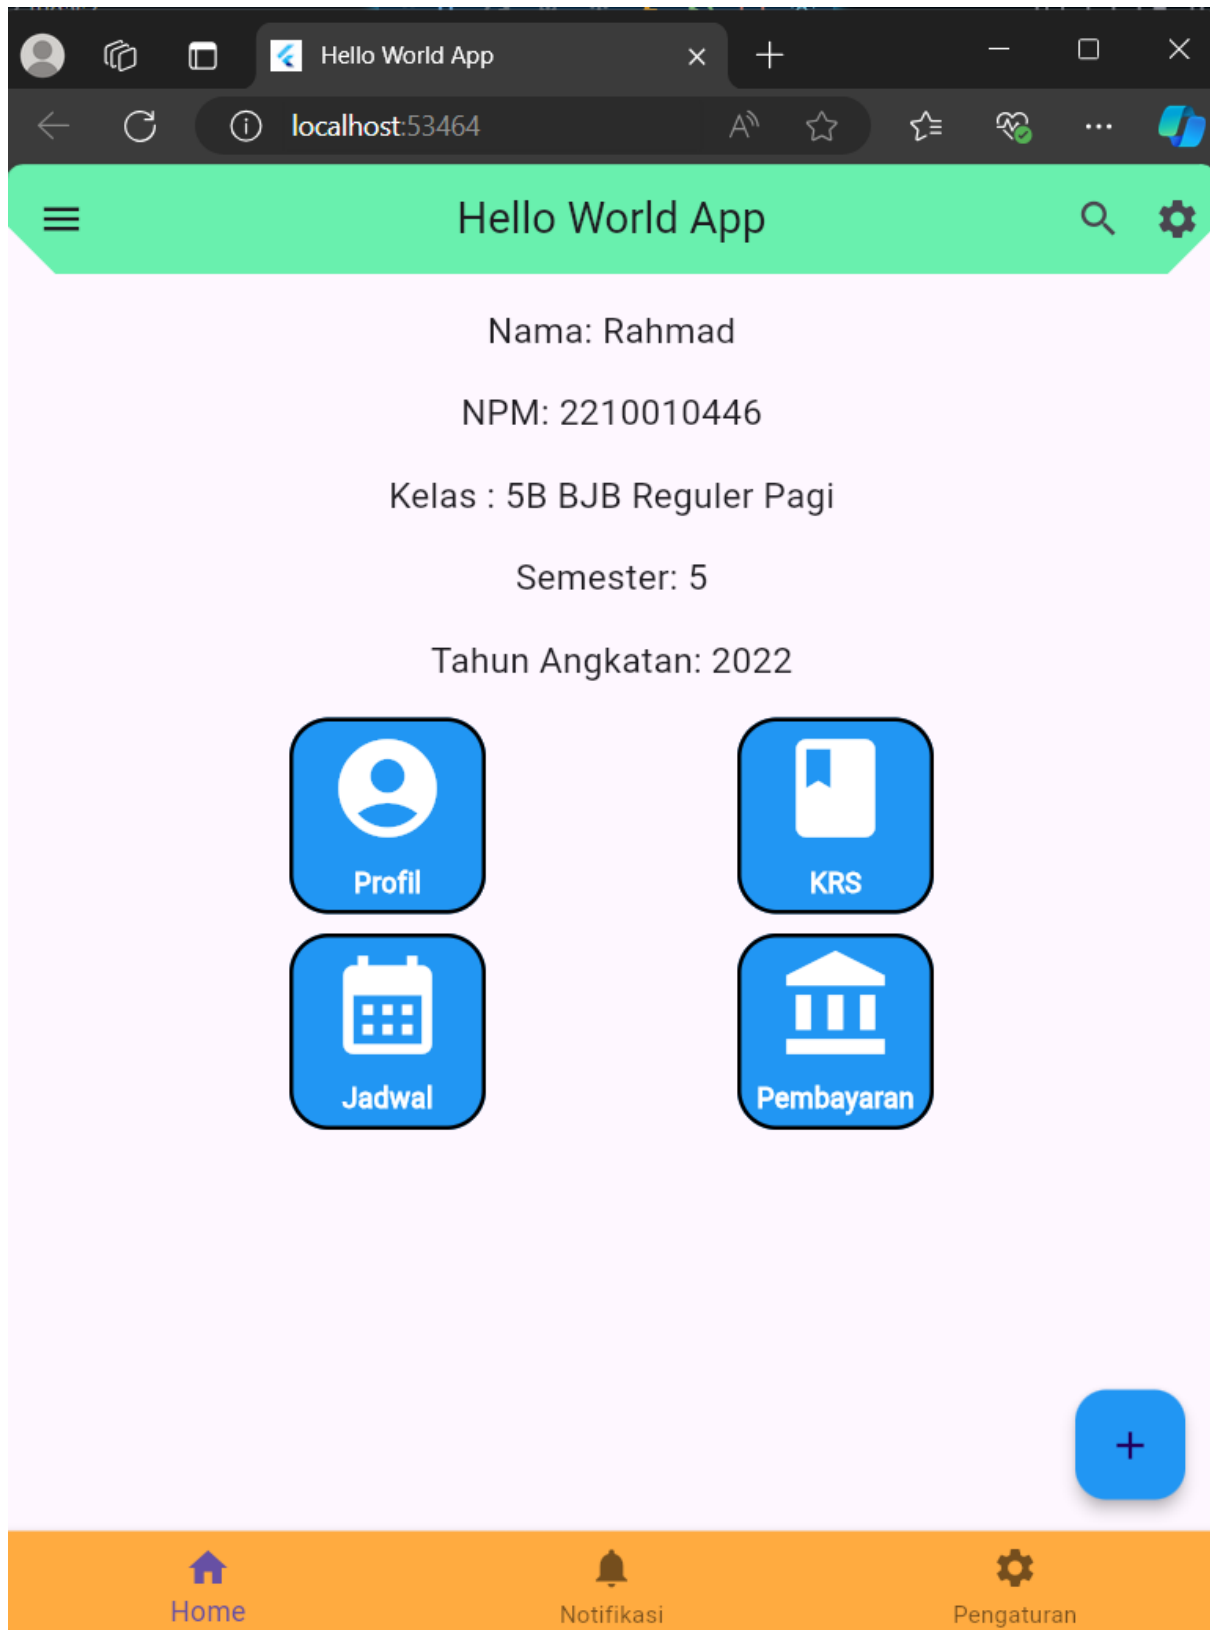 Hello World App
localhost:53464
Hello World App
Nama: Rahmad
NPM: 2210010446
Kelas : 5B BJB Reguler Pagi
Semester: 5
Tahun Angkatan: 2022
Profil
KRS
Jadwal
Pembayaran
Home
Notifikasi
Pengaturan